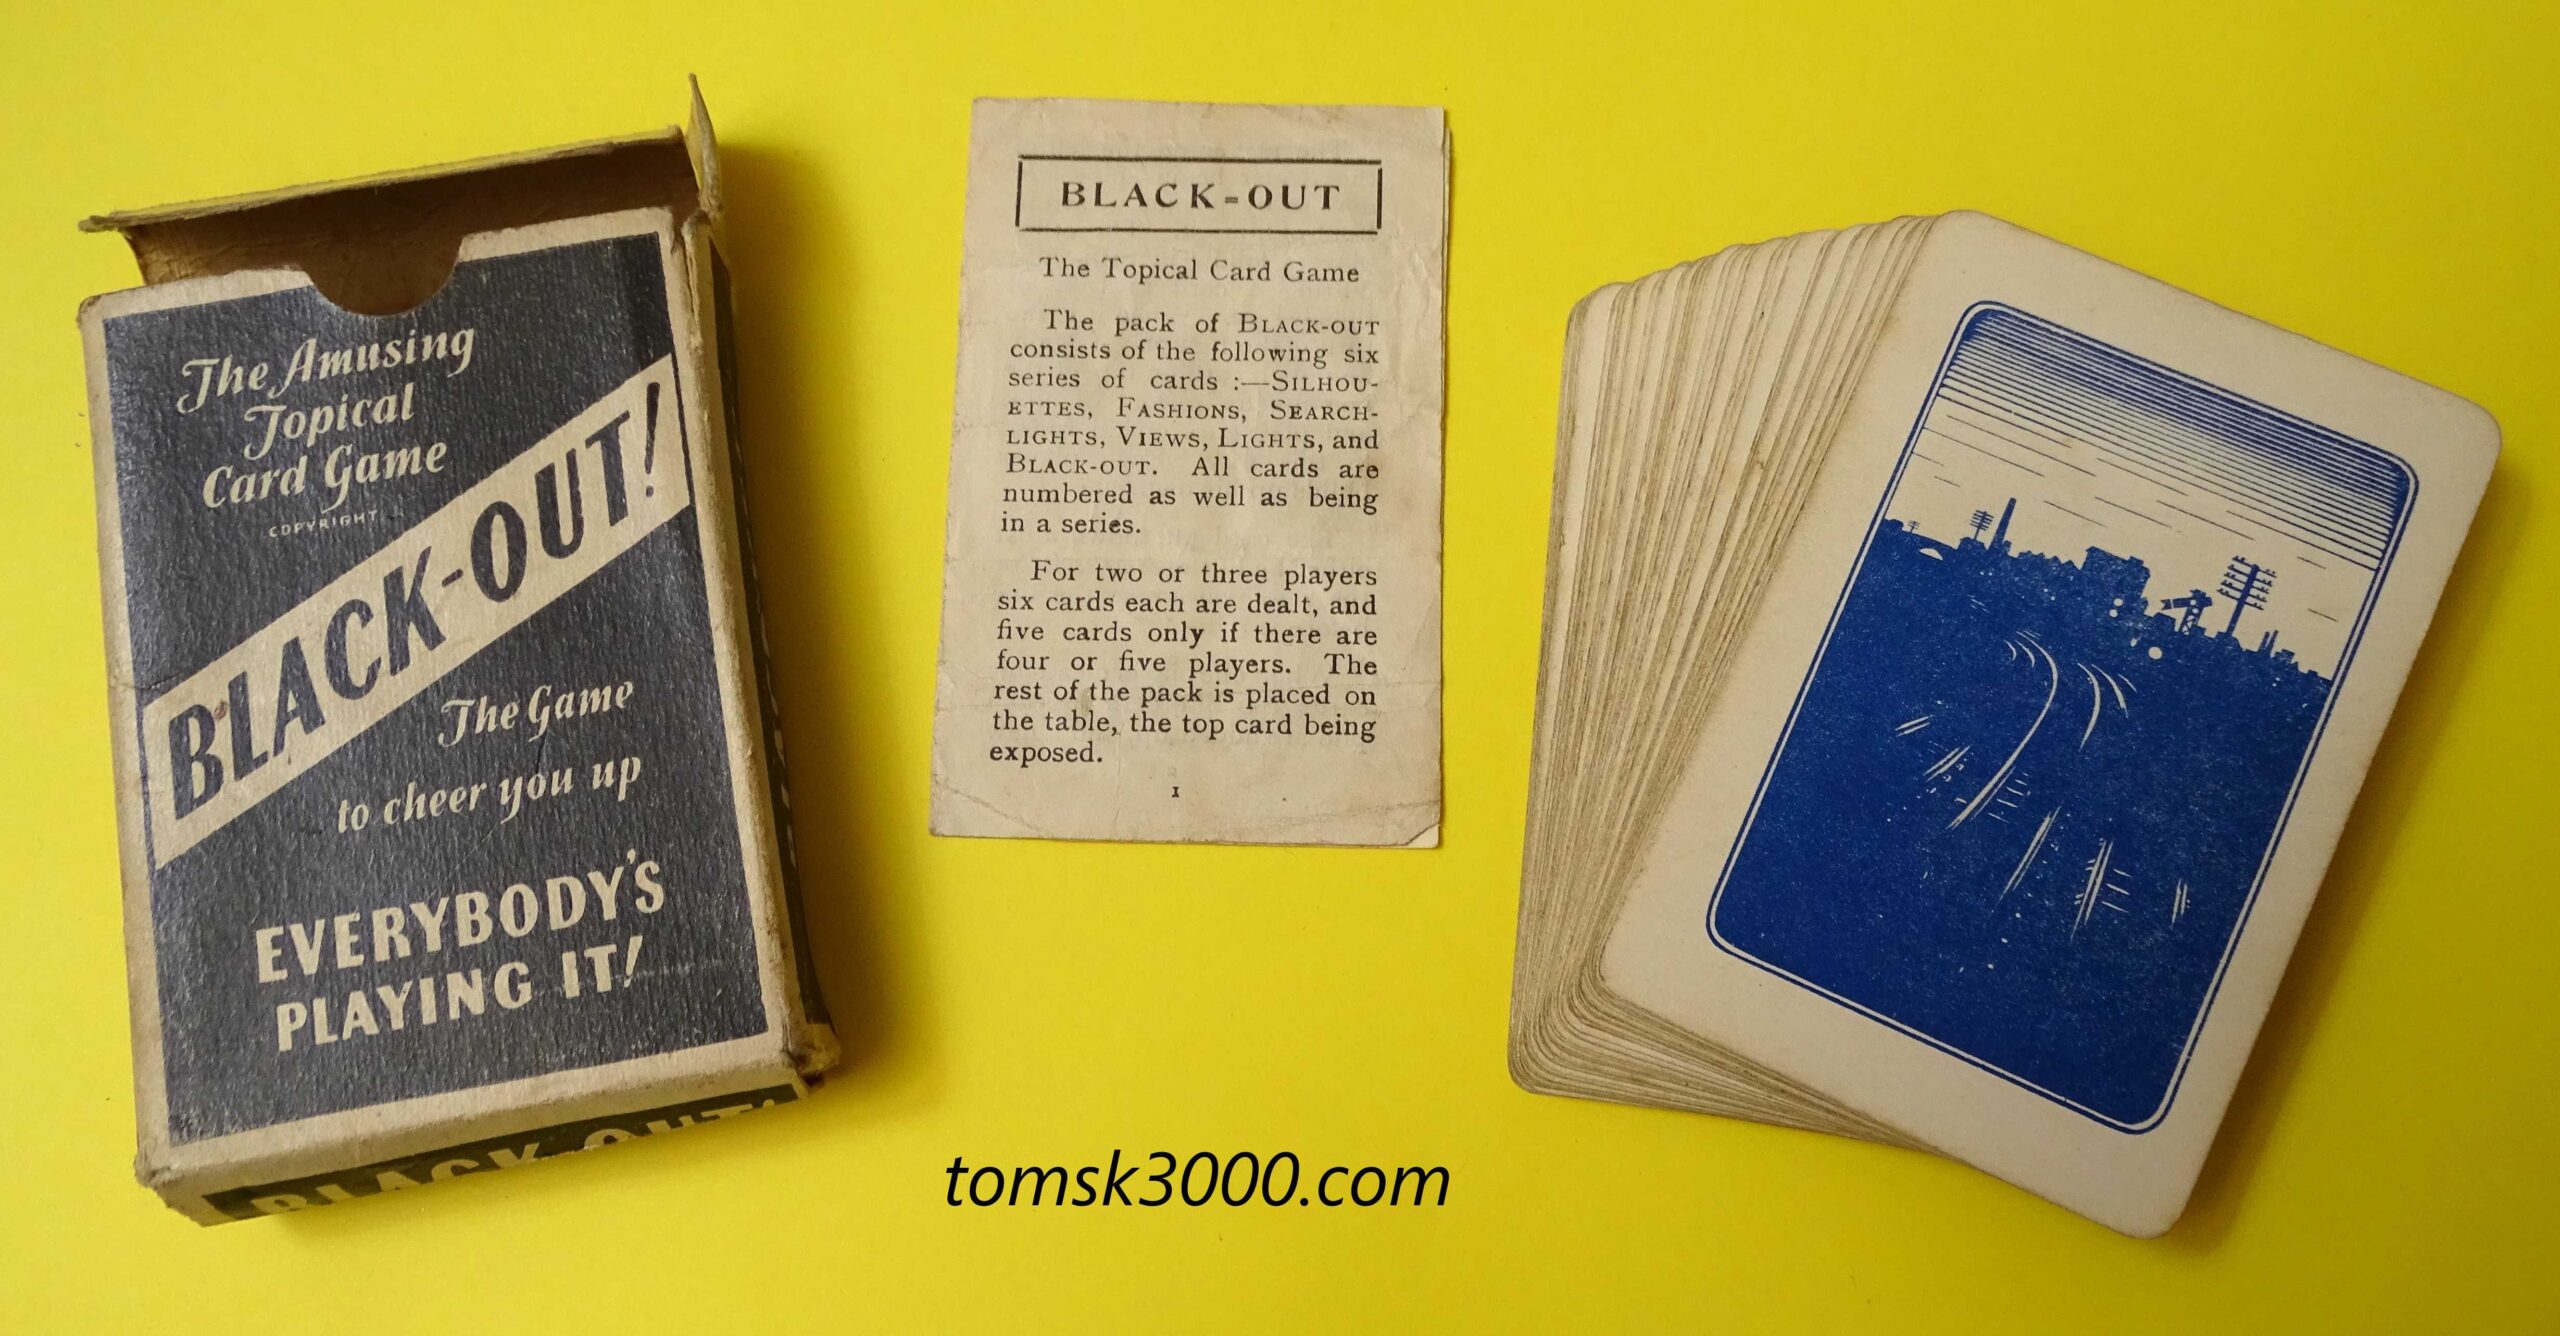 The Amusing
Topical
Card Game
COPYRIGHT
BLACK-OUT!
The Game
to cheer you up
EVERYBODY'S
PLAYING IT!
BLACK-OUT!
BLACK-OUT
The Topical Card Game
The pack of BLACK-OUT
consists of the following six
series of cards :—SILHOU-
ETTES, FASHIONS, SEARCH-
LIGHTS, VIEWS, LIGHTS, and
BLACK-OUT. All cards are
numbered as well as being
in a series.
For two or three players
six cards each are dealt, and
five cards only if there are
four or five players. The
rest of the pack is placed on
the table, the top card being
exposed.
1
tomsk3000.com